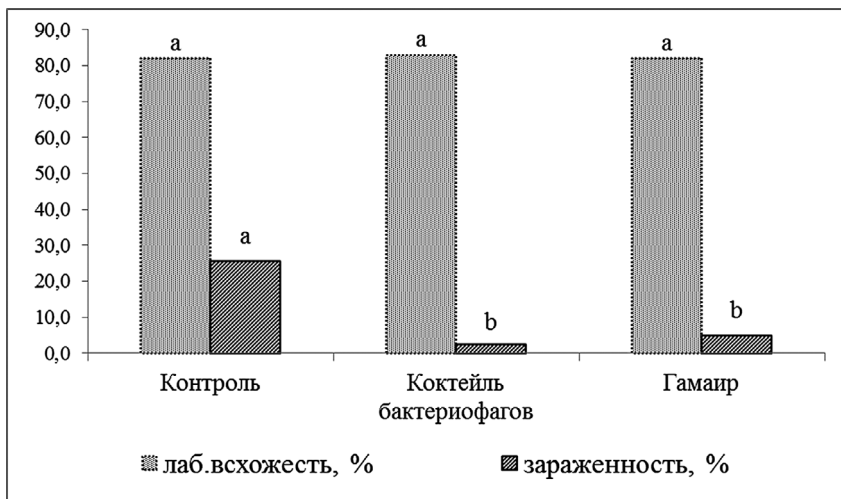 90,0
80,0
70,0
60,0
50,0
40,0
30,0
20,0
10,0
0,0
a
a
a
b
a
b
Контроль
Коктейль
бактериофагов
Гамаир
лаб.всхожесть, %
зараженность, %